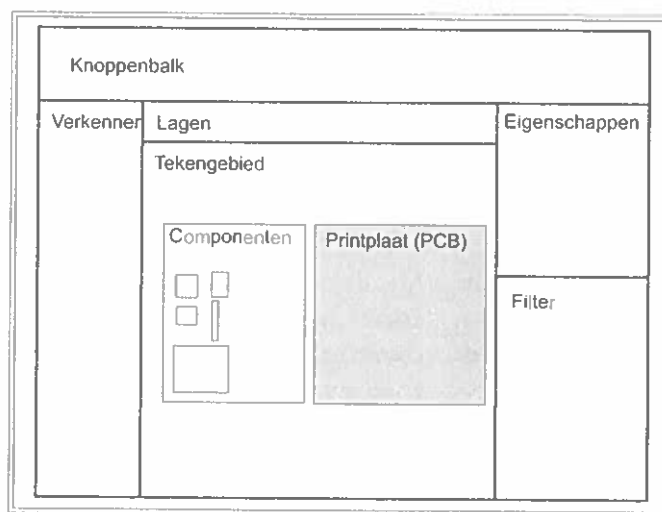 Knoppenbalk
Verkenner
Lagen
Eigenschappen
Tekengebied
Componenten
Printplaat (PCB)
Filter